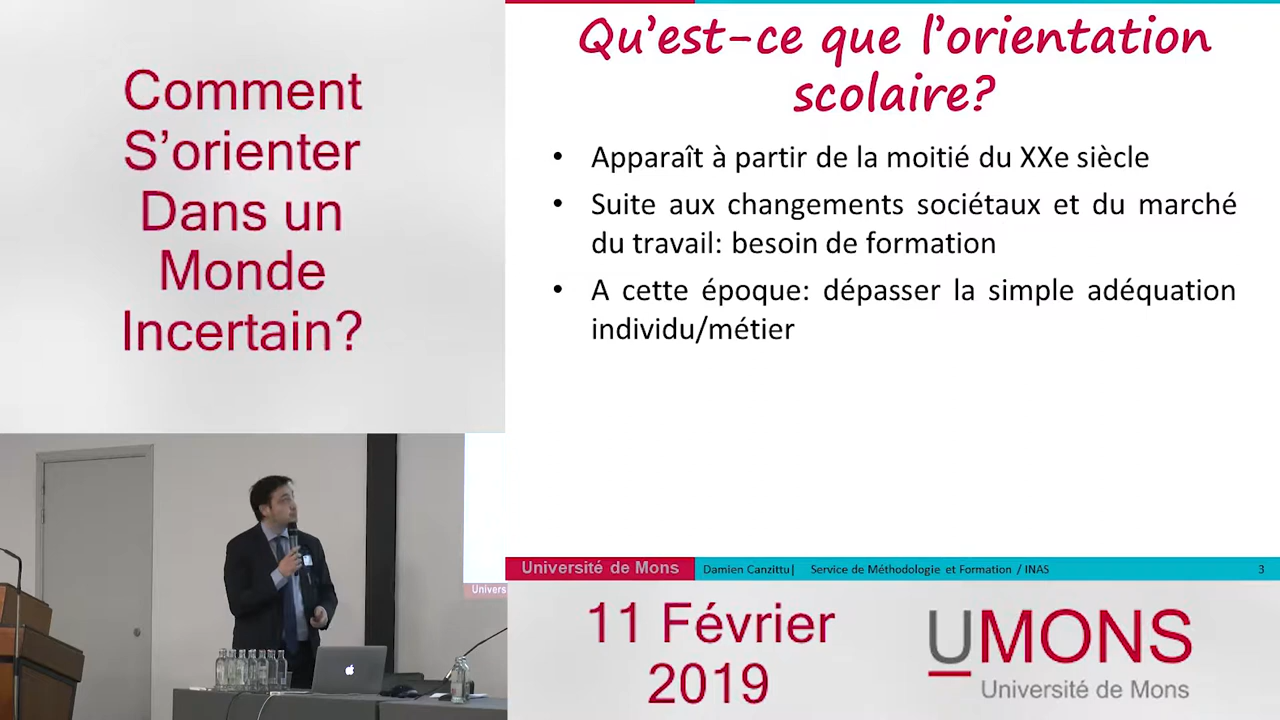 Comment
S'orienter
Dans un
Monde
Incertain?
Qu'est-ce que l'orientation
scolaire?
• Apparaît à partir de la moitié du XXe siècle
• Suite aux changements sociétaux et du marché
du travail: besoin de formation
• A cette époque: dépasser la simple adéquation
individu/métier
Université de Mons
Damien Canzittu| Service de Méthodologie et Formation / INAS
3
Univers
11 Février
2019
UMONS
Université de Mons